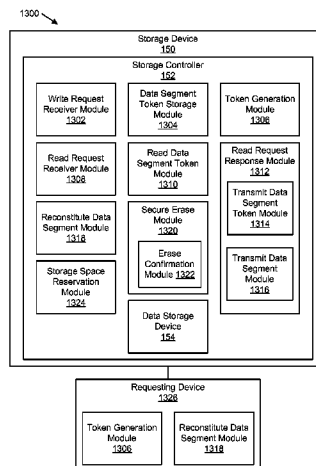 1300
Storage Device
150
Storage Controller
152
Write Request
Receiver Module
1302
Data Segment
Token Storage
Module
1304
Token Generation
Module
1306
Read Request
Receiver Module
1308
Read Data
Segment Token
Module
1310
Read Request
Response Module
1312
Transmit Data
Segment
Token Module
1314
Transmit Data
Segment
Module
1316
Reconstitute Data
Segment Module
1318
Secure Erase
Module
1320
Erase
Confirmation
Module 1322
Storage Space
Reservation
Module
1324
Data Storage
Device
154
Requesting Device
1326
Token Generation
Module
1306
Reconstitute Data
Segment Module
1318